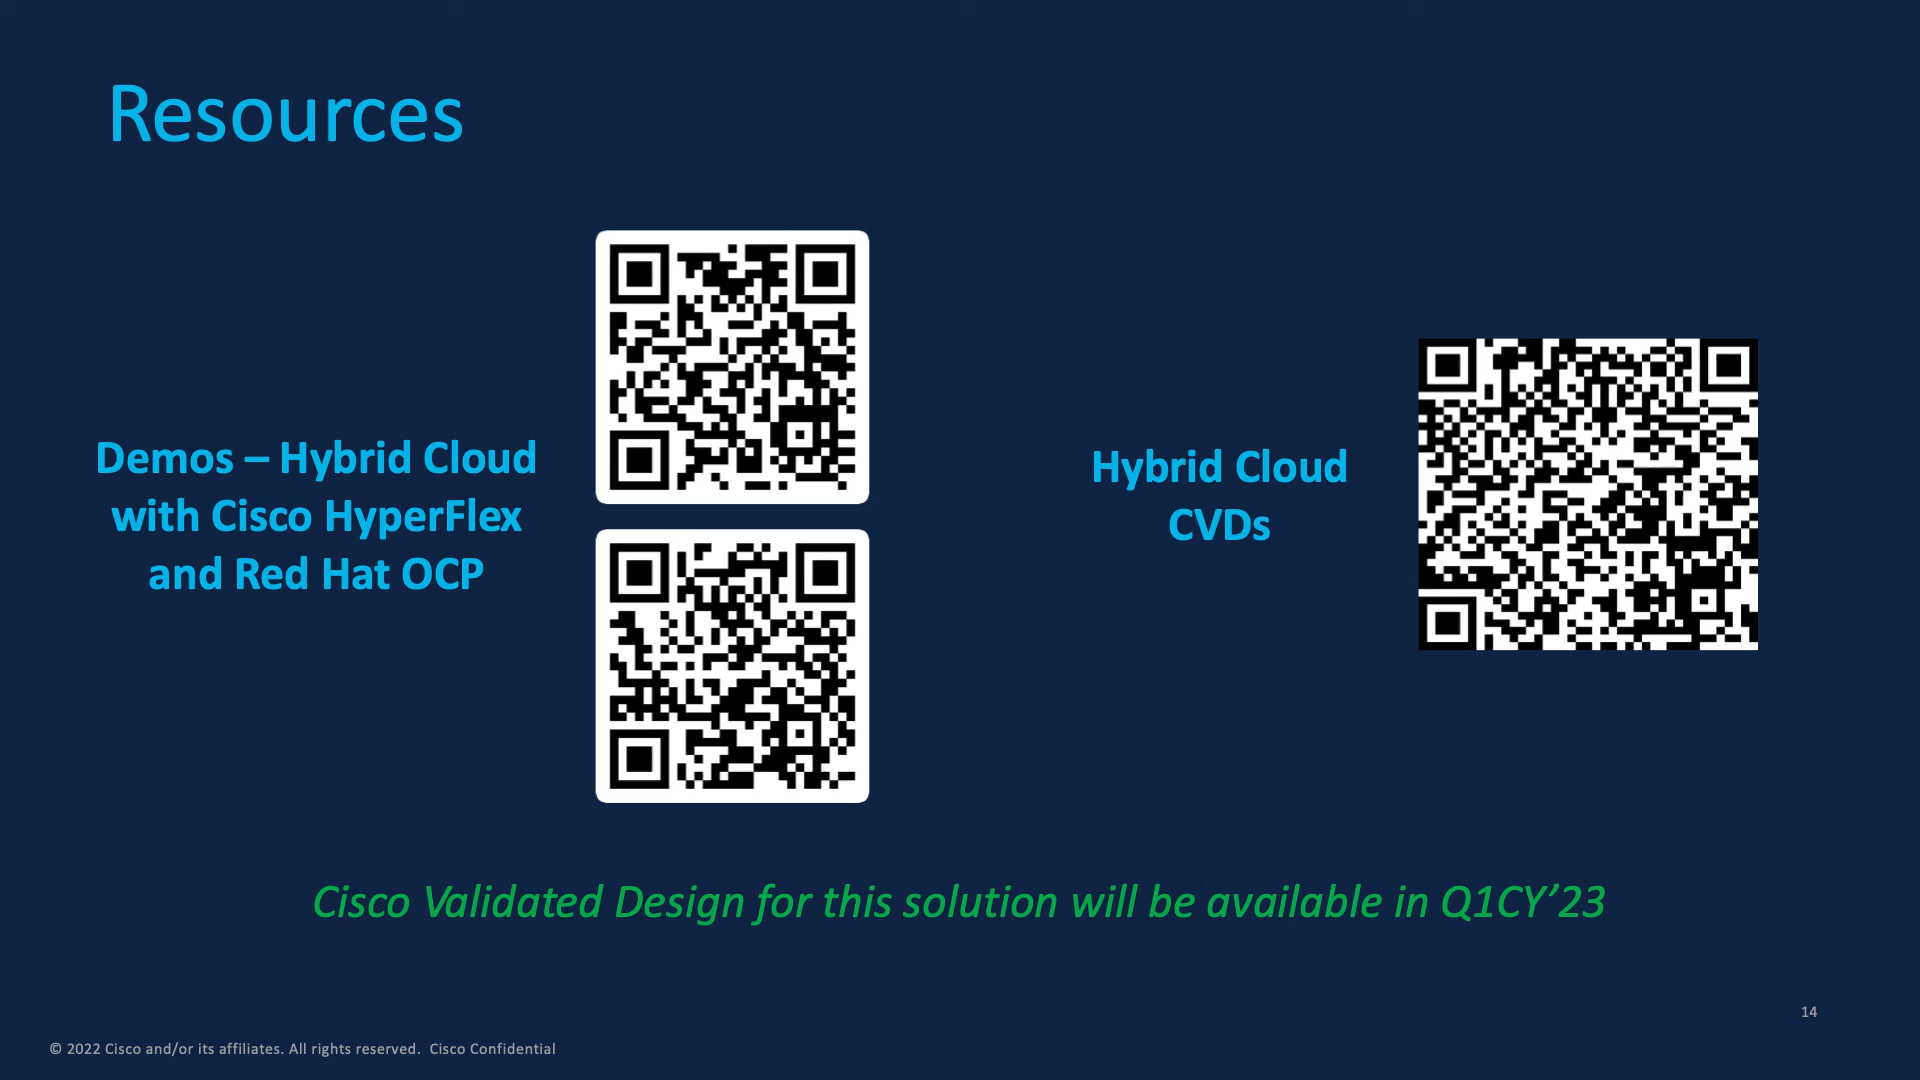 Resources
Demos – Hybrid Cloud
with Cisco HyperFlex
and Red Hat OCP
Hybrid Cloud
CVDs
Cisco Validated Design for this solution will be available in Q1CY’23
14
© 2022 Cisco and/or its affiliates. All rights reserved. Cisco Confidential